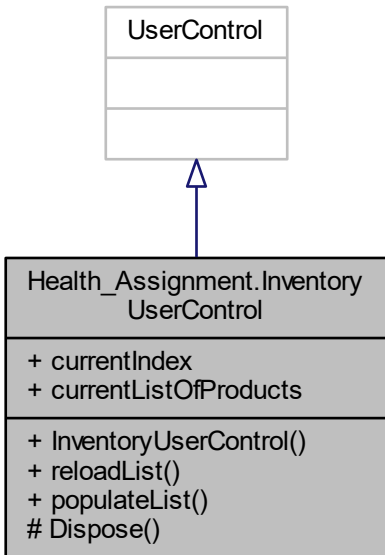 UserControl
Health_Assignment.Inventory
UserControl
+ currentIndex
+ currentListOfProducts
+ InventoryUserControl()
+ reloadList()
+ populateList()
# Dispose()